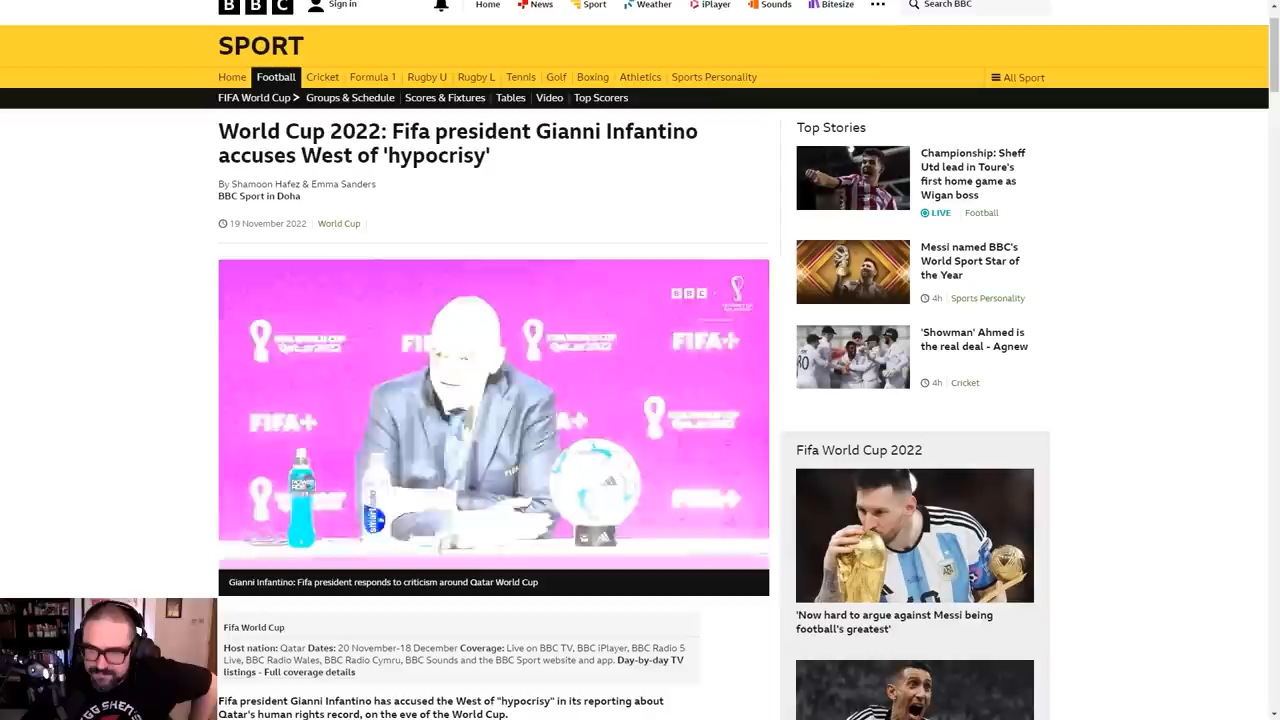 BBC
Sign in
Home
News
Sport
Weather
iPlayer
Sounds
Bitesize
Search BBC
SPORT
Home
Football
Cricket
Formula 1
Rugby U
Rugby L
Tennis
Golf
Boxing
Athletics
Sports Personality
All Sport
FIFA World Cup
Groups & Schedule
Scores & Fixtures
Tables
Video
Top Scorers
World Cup 2022: Fifa president Gianni Infantino
accuses West of 'hypocrisy'
By Shamoon Hafez & Emma Sanders
BBC Sport in Doha
19 November 2022
World Cup
BBC
FIFA+
FIFA+
FIFA+
POWERADE
smart
Gianni Infantino: Fifa president responds to criticism around Qatar World Cup
Fifa World Cup
Host nation: Qatar Dates: 20 November-18 December Coverage: Live on BBC TV, BBC iPlayer, BBC Radio 5
Live, BBC Radio Wales, BBC Radio Cymru, BBC Sounds and the BBC Sport website and app. Day-by-day TV
listings - Full coverage details
Fifa president Gianni Infantino has accused the West of "hypocrisy" in its reporting about
Qatar's human rights record, on the eve of the World Cup.
Top Stories
Championship: Sheff
Utd lead in Toure's
first home game as
Wigan boss
LIVE
Football
Messi named BBC's
World Sport Star of
the Year
4h
Sports Personality
'Showman' Ahmed is
the real deal - Agnew
4h
Cricket
Fifa World Cup 2022
'Now hard to argue against Messi being
football's greatest'